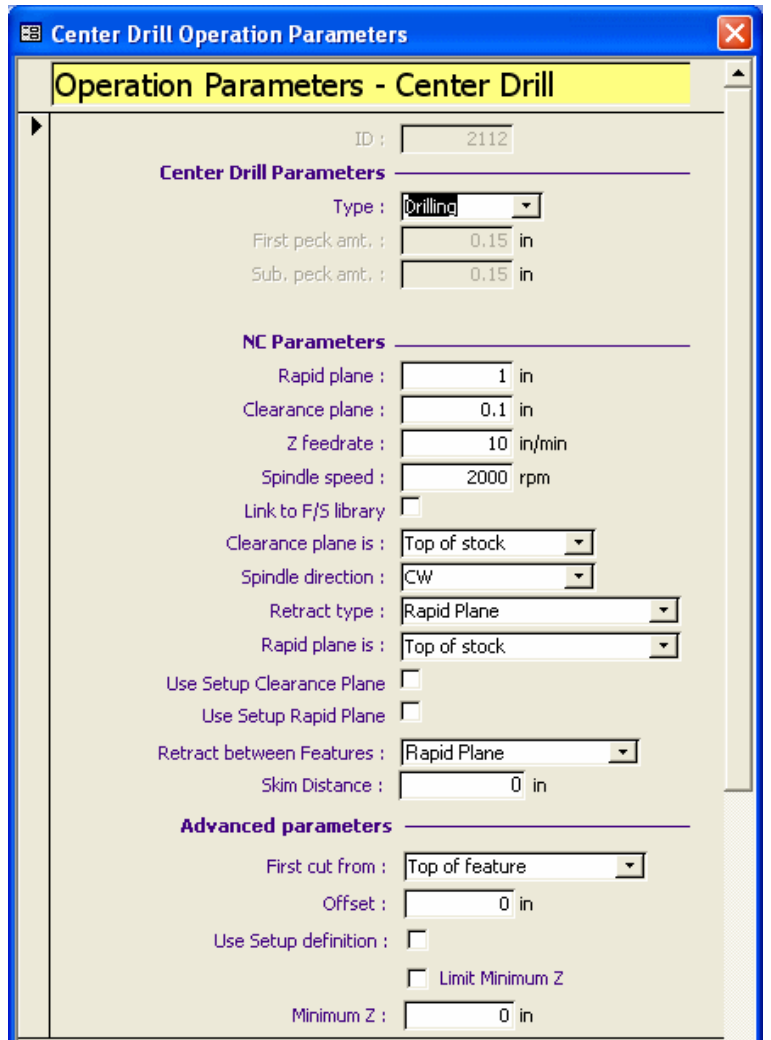 Center Drill Operation Parameters
Operation Parameters - Center Drill
ID : 2112
Center Drill Parameters
Type : Drilling
First peck amt. : 0.15 in
Sub. peck amt. : 0.15 in
NC Parameters
Rapid plane : 1 in
Clearance plane : 0.1 in
Z feedrate : 10 in/min
Spindle speed : 2000 rpm
Link to F/S library
Clearance plane is : Top of stock
Spindle direction : CW
Retract type : Rapid Plane
Rapid plane is : Top of stock
Use Setup Clearance Plane
Use Setup Rapid Plane
Retract between Features : Rapid Plane
Skim Distance : 0 in
Advanced parameters
First cut from : Top of feature
Offset : 0 in
Use Setup definition :
Limit Minimum Z
Minimum Z : 0 in